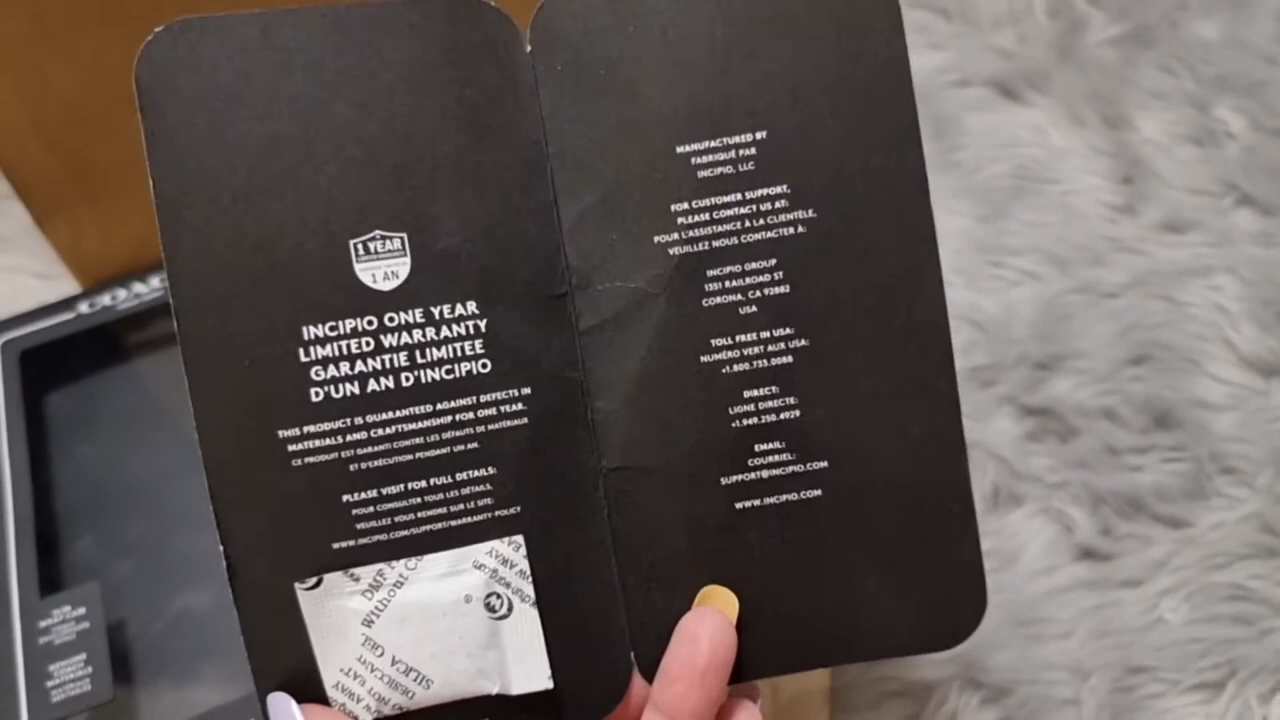 1 YEAR
LIMITED WARRANTY
1 AN
INCIPIO ONE YEAR
LIMITED WARRANTY
GARANTIE LIMITEE
D'UN AN D'INCIPIO
THIS PRODUCT IS GUARANTEED AGAINST DEFECTS IN
MATERIALS AND CRAFTSMANSHIP FOR ONE YEAR.
CE PRODUIT EST GARANTI CONTRE LES DÉFAUTS DE MATÉRIAUX
ET D'EXÉCUTION PENDANT UN AN.
PLEASE VISIT FOR FULL DETAILS:
POUR CONSULTER TOUS LES DÉTAILS,
VEUILLEZ VOUS RENDRE SUR LE SITE:
WWW.INCIPIO.COM/SUPPORT/WARRANTY-POLICY
MANUFACTURED BY
FABRIQUÉ PAR
INCIPIO, LLC
FOR CUSTOMER SUPPORT,
PLEASE CONTACT US AT:
POUR L'ASSISTANCE À LA CLIENTÈLE,
VEUILLEZ NOUS CONTACTER À:
INCIPIO GROUP
1351 RAILROAD ST
CORONA, CA 92882
USA
TOLL FREE IN USA:
NUMÉRO VERT AUX USA:
+1.800.733.0088
DIRECT:
LIGNE DIRECTE:
+1.949.250.4929
EMAIL:
COURRIEL:
SUPPORT@INCIPIO.COM
WWW.INCIPIO.COM
DMF
Without
SILICA GEL
DESICCANT
DO NOT EAT"
COAC